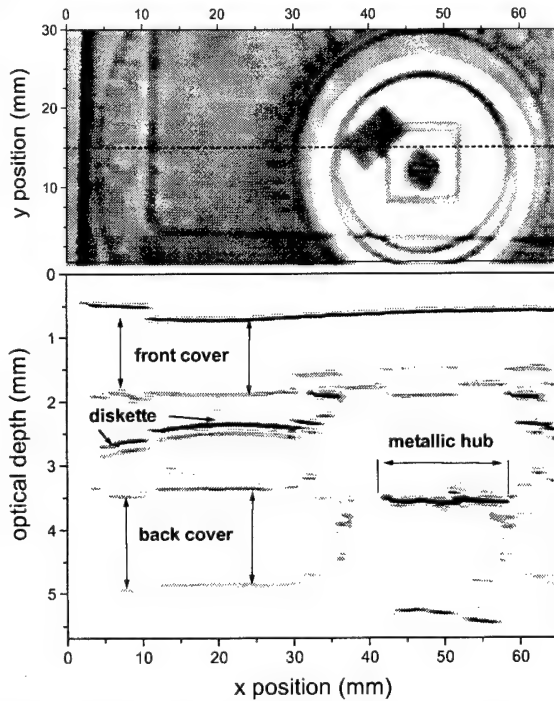 0 10 20 30 40 50 60
30
20
10
y position (mm)
0
1
front cover
2
diskette
metallic hub
3
optical depth (mm)
back cover
4
5
0 10 20 30 40 50 60
x position (mm)